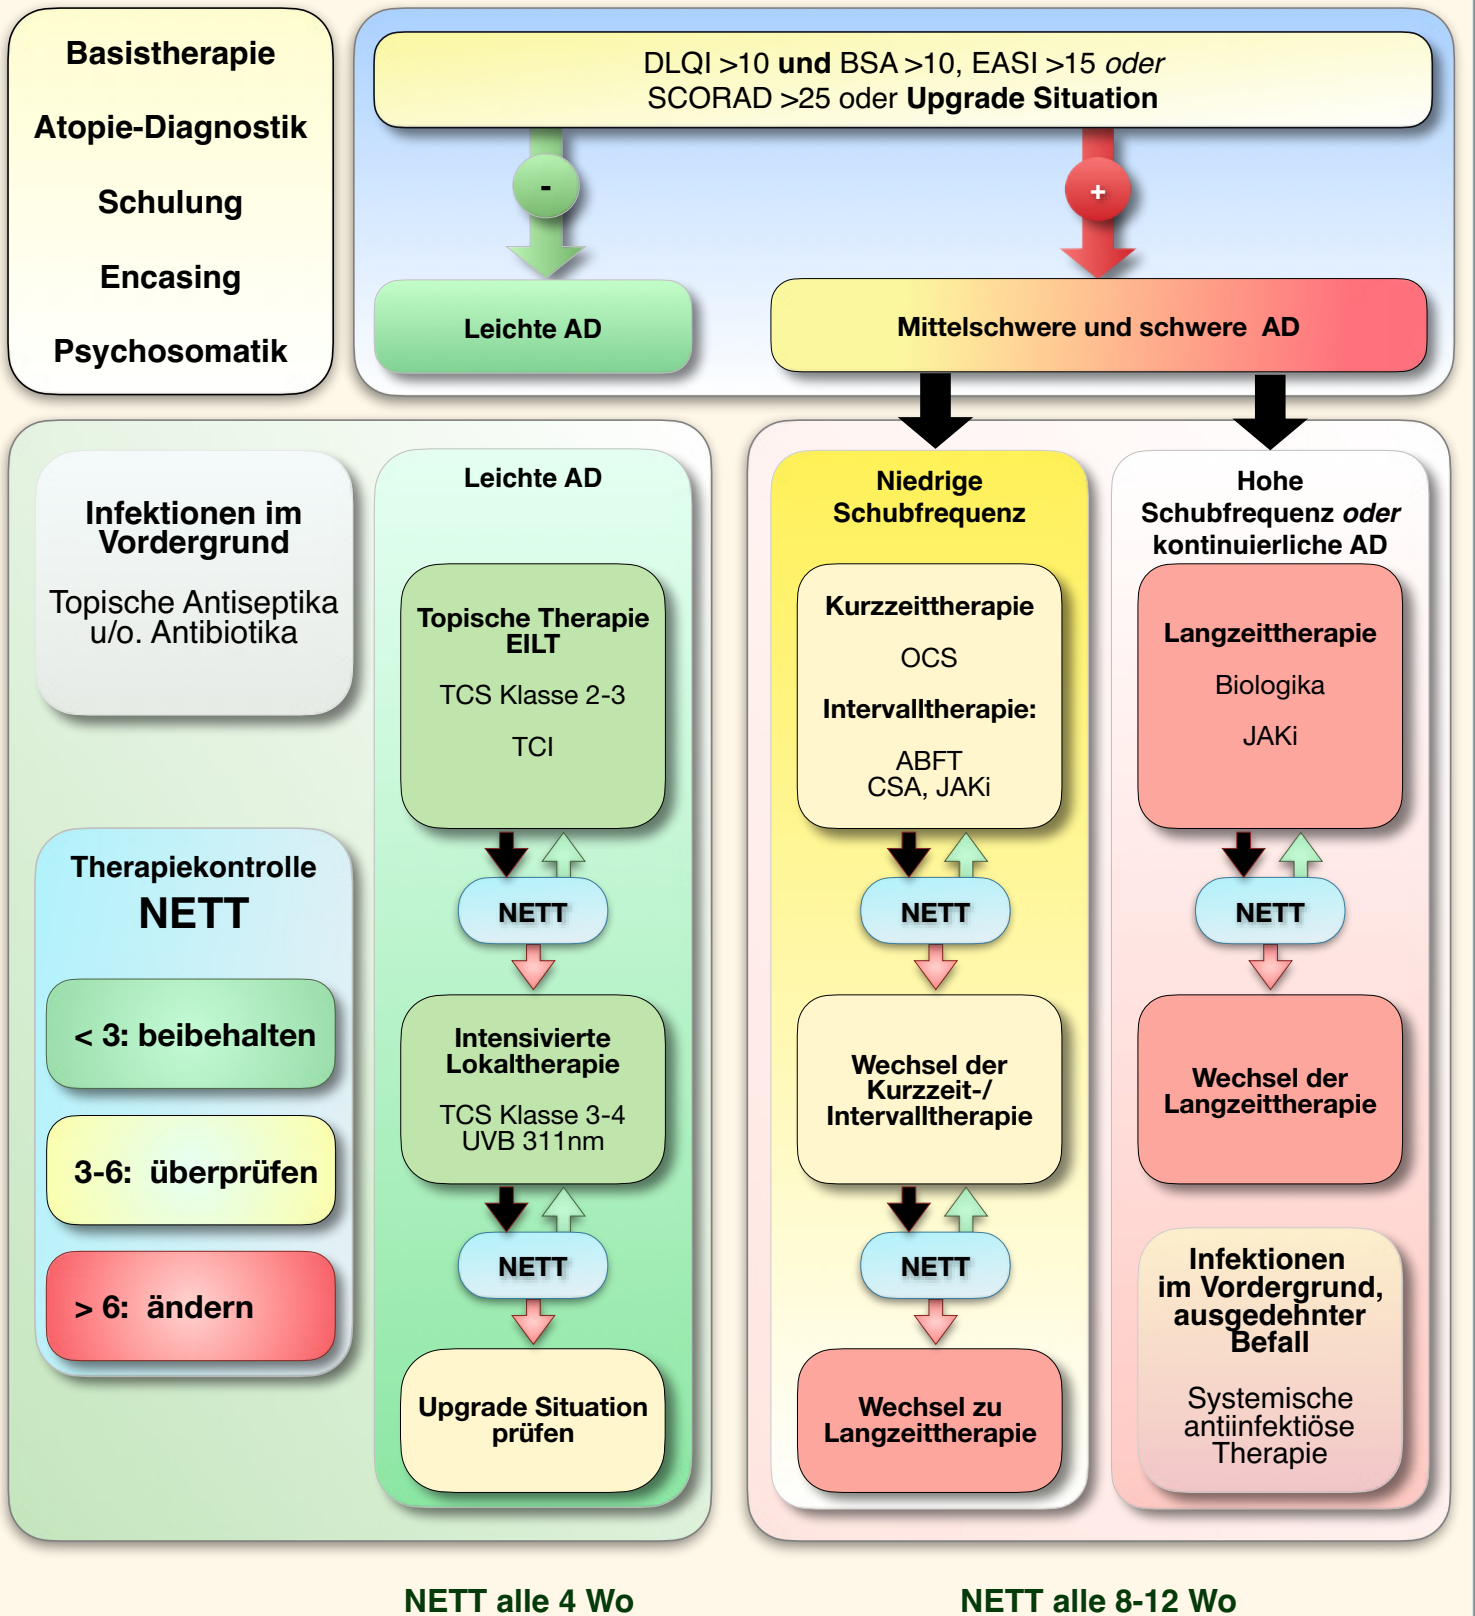 Basistherapie
Atopie-Diagnostik
Schulung
Encasing
Psychosomatik
DLQI >10 und BSA >10, EASI >15 oder
SCORAD >25 oder Upgrade Situation
-
+
Leichte AD
Mittelschwere und schwere AD
Infektionen im
Vordergrund
Topische Antiseptika
u/o. Antibiotika
Therapiekontrolle
NETT
< 3: beibehalten
3-6: überprüfen
> 6: ändern
Leichte AD
Topische Therapie
EILT
TCS Klasse 2-3
TCI
NETT
Intensivierte
Lokaltherapie
TCS Klasse 3-4
UVB 311nm
NETT
Upgrade Situation
prüfen
Niedrige
Schubfrequenz
Kurzzeittherapie
OCS
Intervalltherapie:
ABFT
CSA, JAKi
NETT
Wechsel der
Kurzzeit-/
Intervalltherapie
NETT
Wechsel zu
Langzeittherapie
Hohe
Schubfrequenz oder
kontinuierliche AD
Langzeittherapie
Biologika
JAKi
NETT
Wechsel der
Langzeittherapie
Infektionen
im Vordergrund,
ausgedehnter
Befall
Systemische
antiinfektiöse
Therapie
NETT alle 4 Wo
NETT alle 8-12 Wo